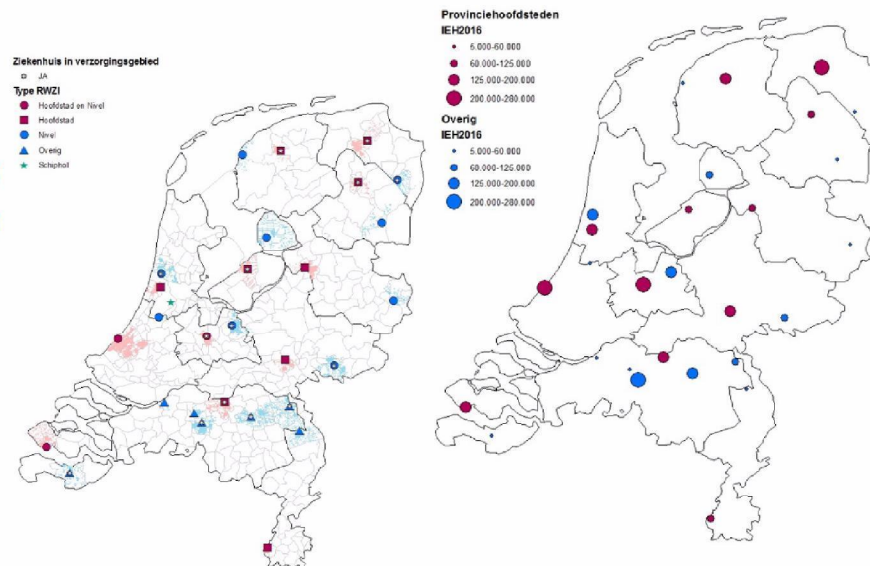 Ziekenhuis in verzorgingsgebied
JA
Type RWZI
Hoofdstad en Nivel
Hoofdstad
Nivel
Overig
Schiphol
Provinciehoofdsteden
IEH2016
5.000-60.000
60.000-125.000
125.000-200.000
200.000-280.000
Overig
IEH2016
5.000-60.000
60.000-125.000
125.000-200.000
200.000-280.000